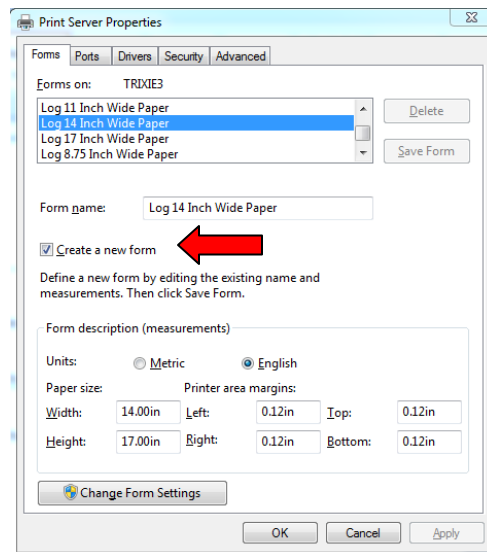 Print Server Properties
Forms Ports Drivers Security Advanced
Forms on: TRIXIE3
Log 11 Inch Wide Paper
Log 14 Inch Wide Paper
Log 17 Inch Wide Paper
Log 8.75 Inch Wide Paper
Delete
Save Form
Form name: Log 14 Inch Wide Paper
Create a new form
Define a new form by editing the existing name and
measurements. Then click Save Form.
Form description (measurements)
Units: Metric English
Paper size: Printer area margins:
Width: 14.00in Left: 0.12in Top: 0.12in
Height: 17.00in Right: 0.12in Bottom: 0.12in
Change Form Settings
OK Cancel Apply